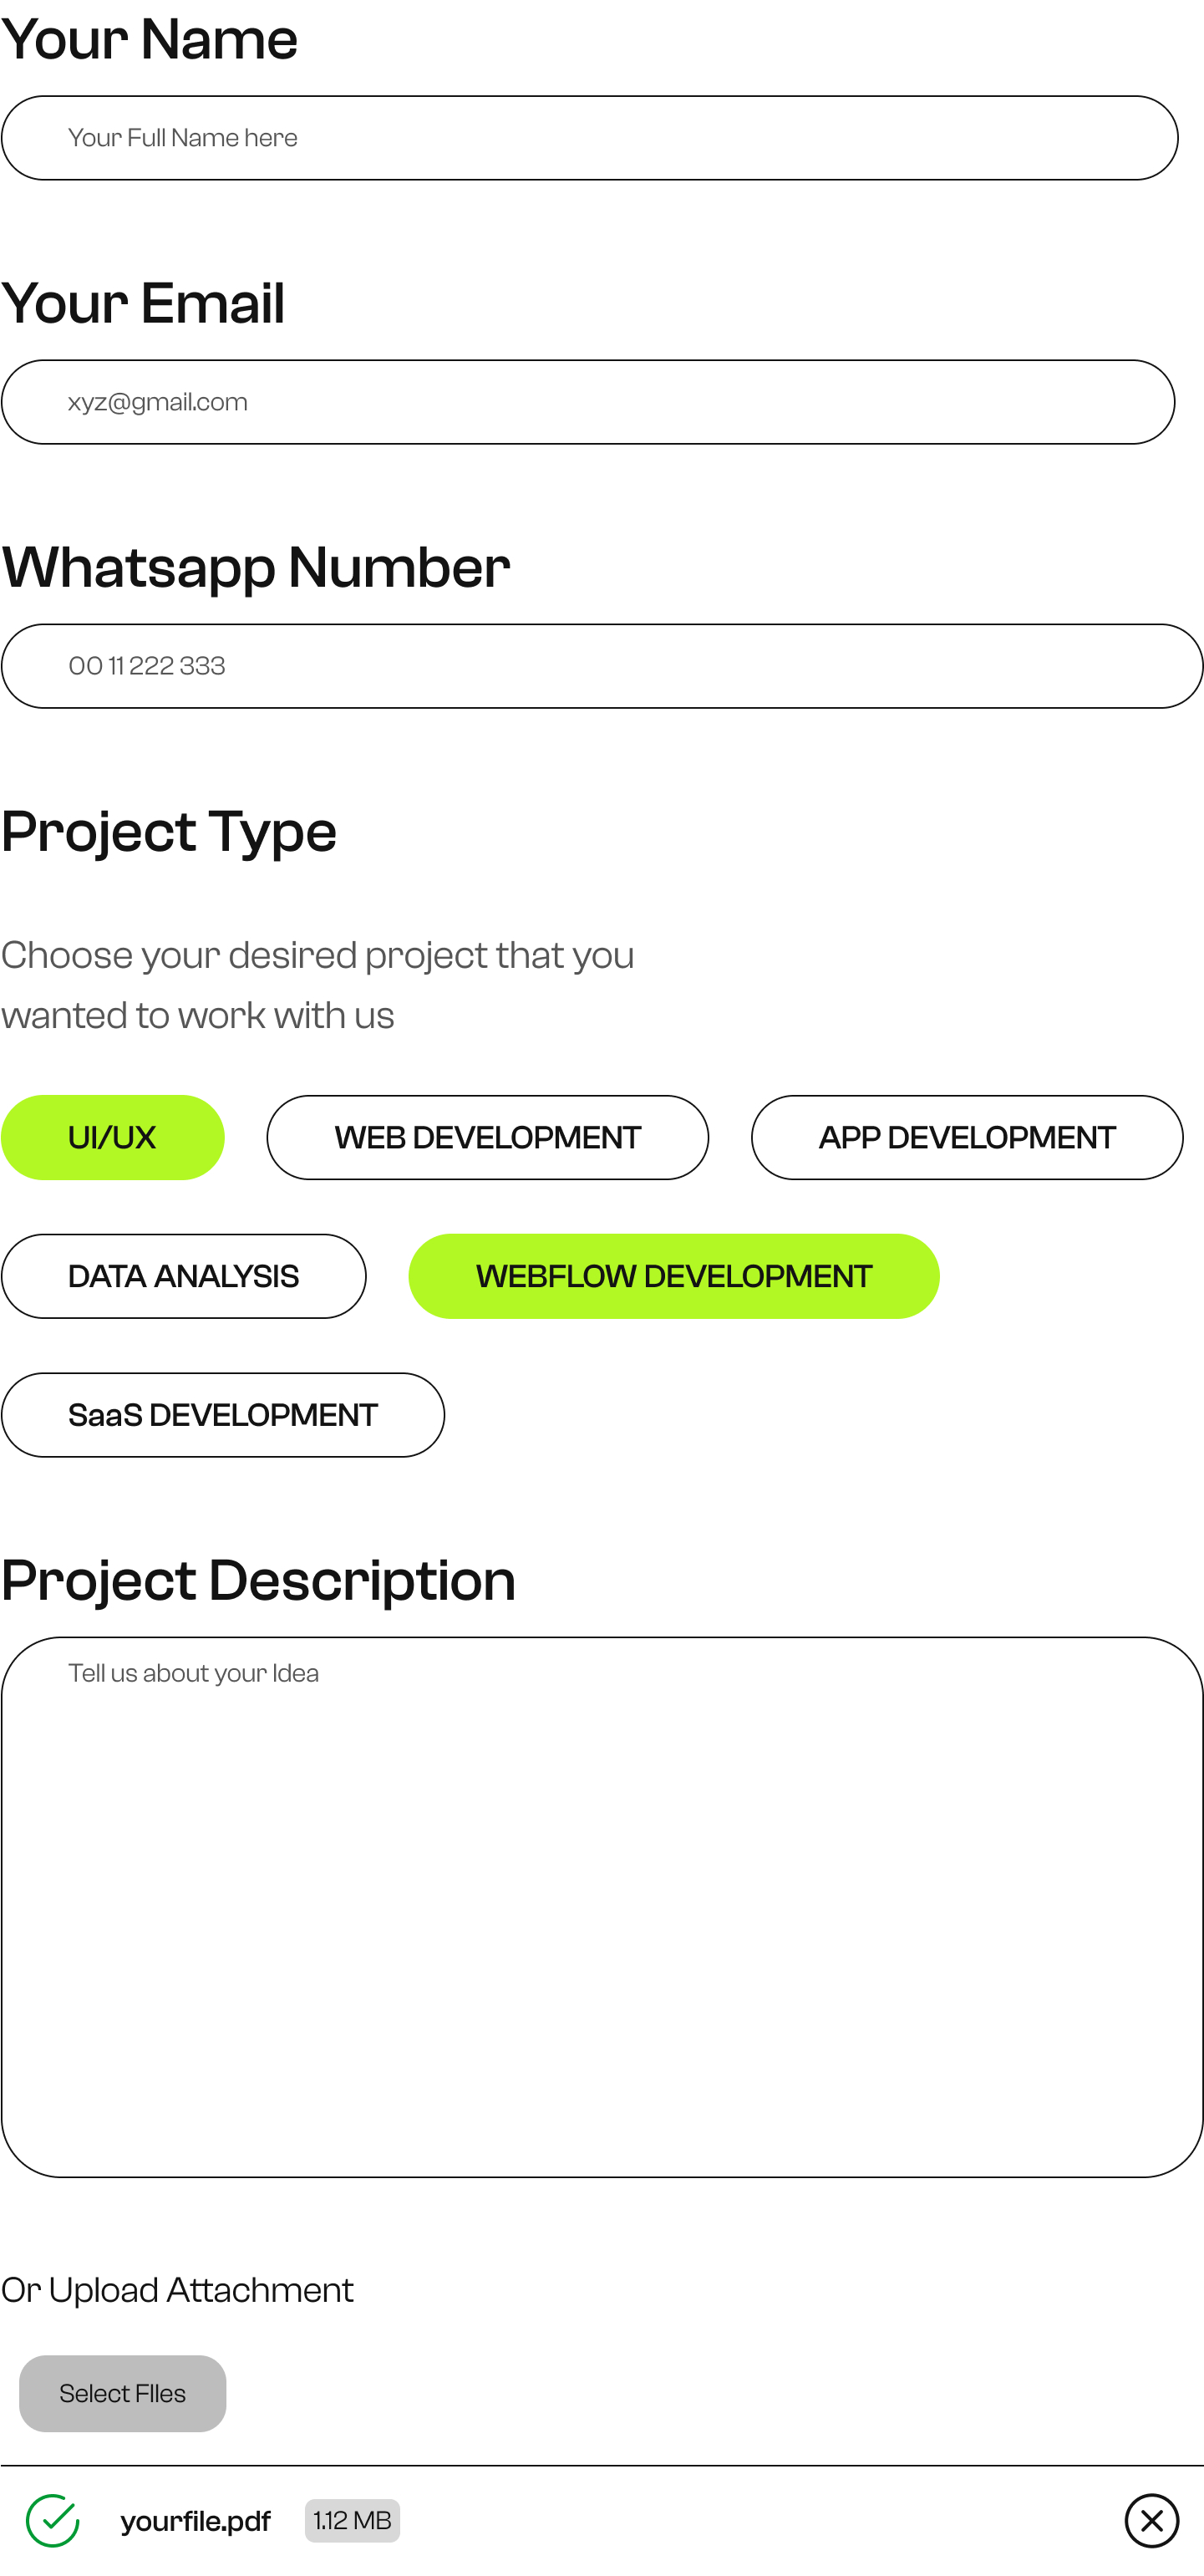 Your Name
Your Full Name here
Your Email
xyz@gmail.com
Whatsapp Number
00 11 222 333
Project Type
Choose your desired project that you
wanted to work with us
UI/UX
WEB DEVELOPMENT
APP DEVELOPMENT
DATA ANALYSIS
WEBFLOW DEVELOPMENT
SaaS DEVELOPMENT
Project Description
Tell us about your Idea
Or Upload Attachment
Select FIles
yourfile.pdf
1.12 MB